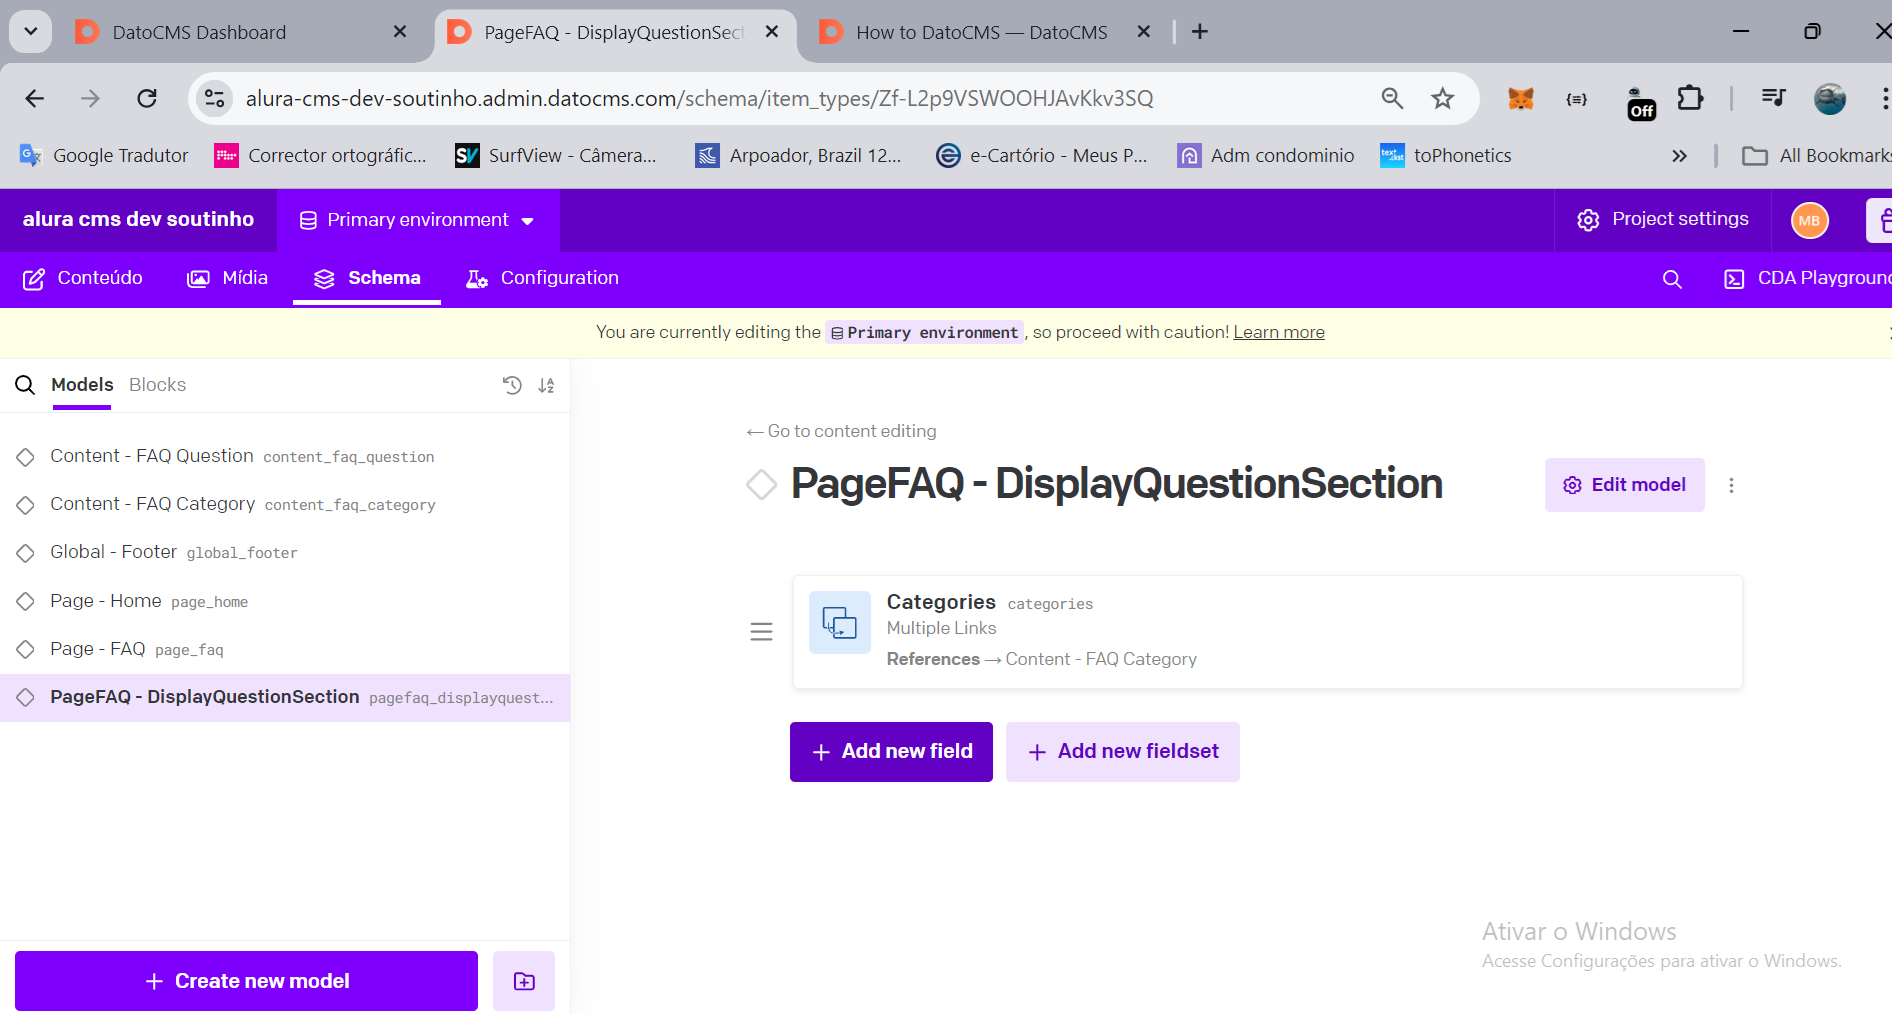 DatoCMS Dashboard
PageFAQ - DisplayQuestionSect
How to DatoCMS — DatoCMS
alura-cms-dev-soutinho.admin.datocms.com/schema/item_types/Zf-L2p9VSWOOHJAvKkv3SQ
Off
Google Tradutor
Corrector ortográfic...
SurfView - Câmera...
Arpoador, Brazil 12...
e-Cartório - Meus P...
Adm condominio
toPhonetics
All Bookmarks
alura cms dev soutinho
Primary environment
Project settings
MB
Conteúdo
Mídia
Schema
Configuration
CDA Playground
You are currently editing the Primary environment, so proceed with caution! Learn more
Models
Blocks
Content - FAQ Question content_faq_question
Content - FAQ Category content_faq_category
Global - Footer global_footer
Page - Home page_home
Page - FAQ page_faq
PageFAQ - DisplayQuestionSection pagefaq_displayquest...
+ Create new model
← Go to content editing
PageFAQ - DisplayQuestionSection
Edit model
Categories categories
Multiple Links
References → Content - FAQ Category
+ Add new field
+ Add new fieldset
Ativar o Windows
Acesse Configurações para ativar o Windows.